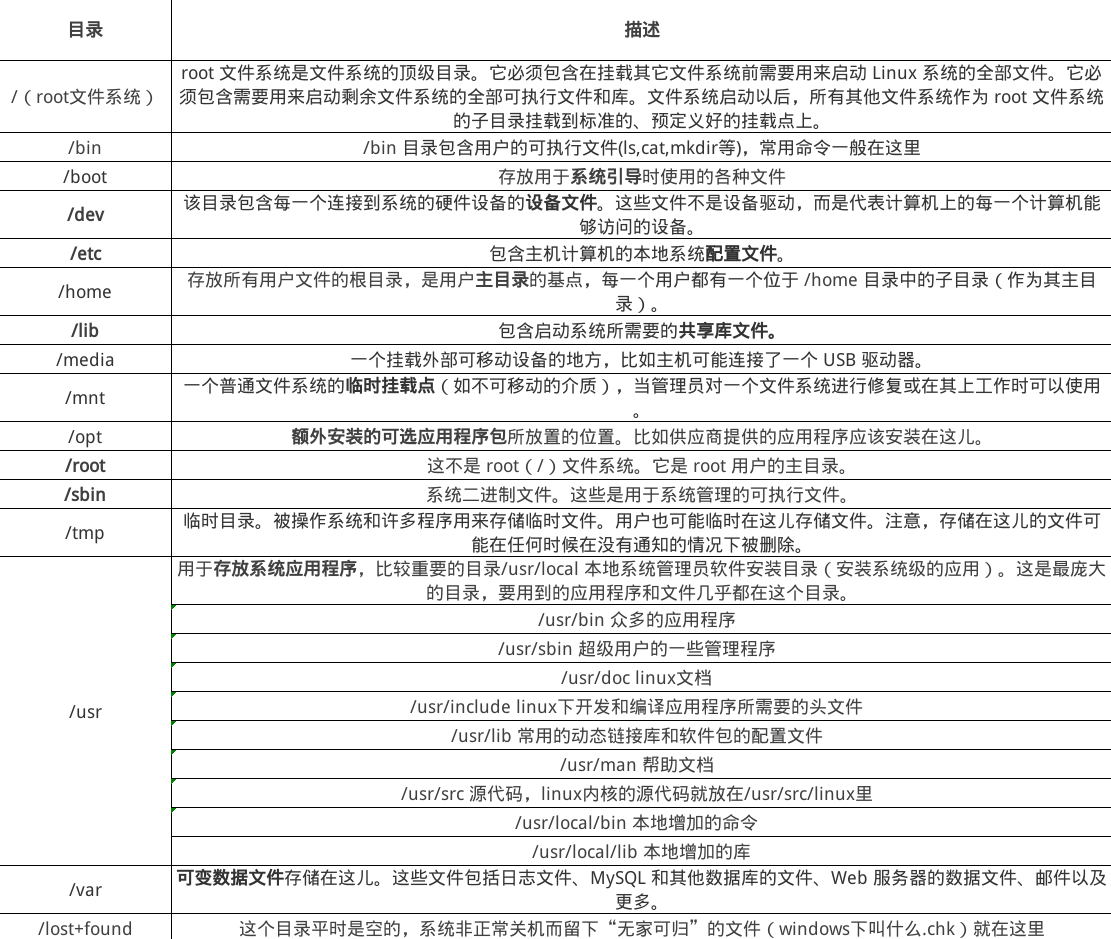 目录 描述
root 文件系统是文件系统的顶级目录。它必须包含在挂载其它文件系统前需要用来启动 Linux 系统的全部文件。它必
/（root文件系统） 须包含需要用来启动剩余文件系统的全部可执行文件和库。文件系统启动以后，所有其他文件系统作为 root 文件系统
的子目录挂载到标准的、预定义好的挂载点上。
/bin /bin 目录包含用户的可执行文件(ls,cat,mkdir等)，常用命令一般在这里
/boot 存放用于系统引导时使用的各种文件
/dev 该目录包含每一个连接到系统的硬件设备的设备文件。这些文件不是设备驱动，而是代表计算机上的每一个计算机能
够访问的设备。
/etc 包含主机计算机的本地系统配置文件。
/home 存放所有用户文件的根目录，是用户主目录的基点，每一个用户都有一个位于 /home 目录中的子目录（作为其主目
录）。
/lib 包含启动系统所需要的共享库文件。
/media 一个挂载外部可移动设备的地方，比如主机可能连接了一个 USB 驱动器。
/mnt 一个普通文件系统的临时挂载点（如不可移动的介质），当管理员对一个文件系统进行修复或在其上工作时可以使用
。
/opt 额外安装的可选应用程序包所放置的位置。比如供应商提供的应用程序应该安装在这儿。
/root 这不是 root（/）文件系统。它是 root 用户的主目录。
/sbin 系统二进制文件。这些是用于系统管理的可执行文件。
/tmp 临时目录。被操作系统和许多程序用来存储临时文件。用户也可能临时在这儿存储文件。注意，存储在这儿的文件可
能在任何时候在没有通知的情况下被删除。
/usr 用于存放系统应用程序，比较重要的目录/usr/local 本地系统管理员软件安装目录（安装系统级的应用）。这是最庞大
的目录，要用到的应用程序和文件几乎都在这个目录。
/usr/bin 众多的应用程序
/usr/sbin 超级用户的一些管理程序
/usr/doc linux文档
/usr/include linux下开发和编译应用程序所需要的头文件
/usr/lib 常用的动态链接库和软件包的配置文件
/usr/man 帮助文档
/usr/src 源代码，linux内核的源代码就放在/usr/src/linux里
/usr/local/bin 本地增加的命令
/usr/local/lib 本地增加的库
/var 可变数据文件存储在这儿。这些文件包括日志文件、MySQL 和其他数据库的文件、Web 服务器的数据文件、邮件以及
更多。
/lost+found 这个目录平时是空的，系统非正常关机而留下“无家可归”的文件（windows下叫什么.chk）就在这里